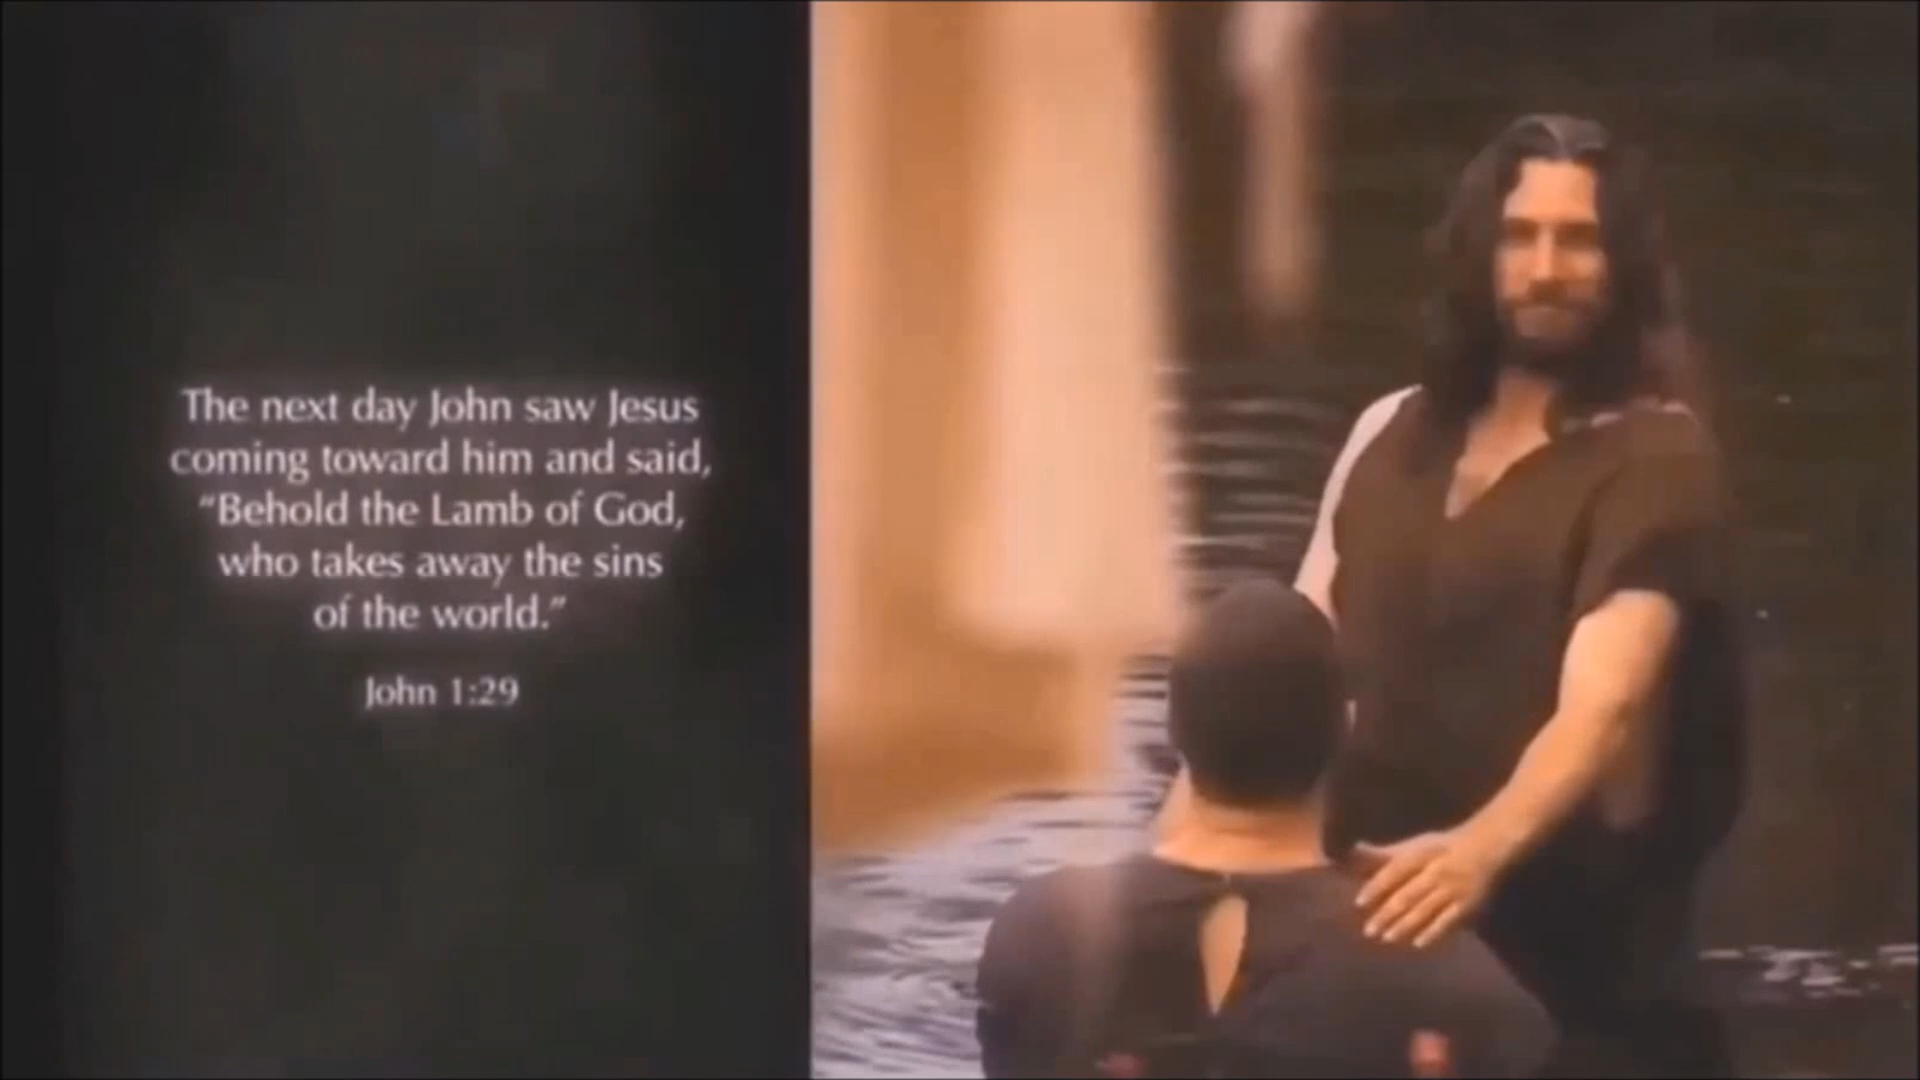 The next day John saw Jesus
coming toward him and said,
“Behold the Lamb of God,
who takes away the sins
of the world.”
John 1:29